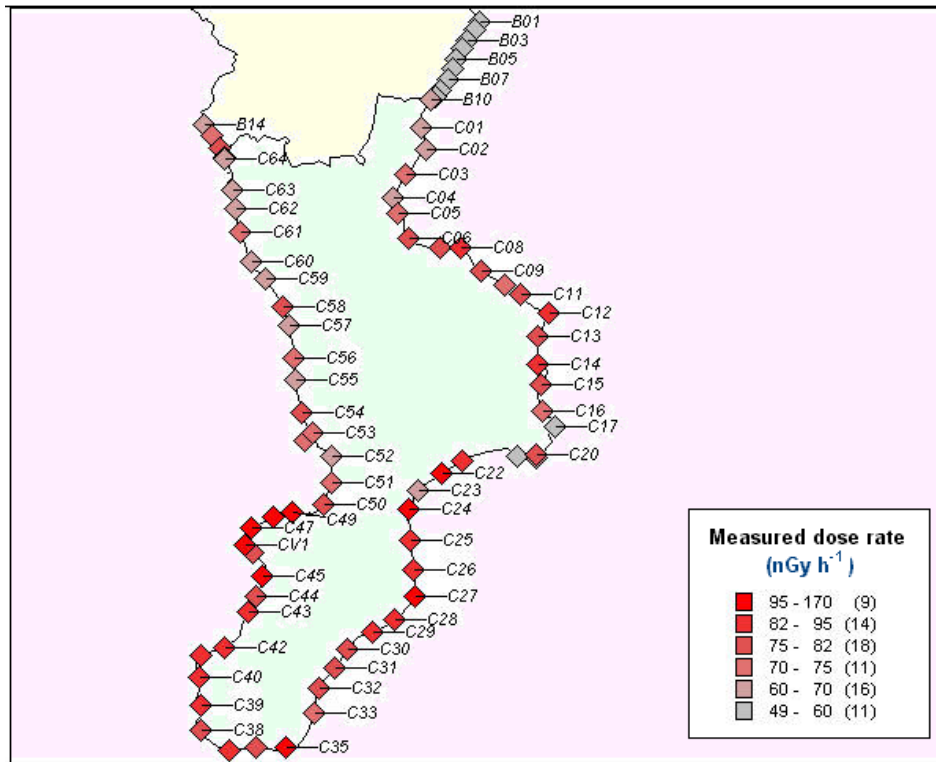 B01
B03
B05
B07
B10
B14
C01
C02
C64
C03
C63
C04
C62
C05
C61
C06
C08
C60
C09
C59
C11
C58
C12
C57
C13
C56
C14
C55
C15
C54
C16
C53
C17
C52
C20
C22
C51
C23
C50
C24
C49
C47
C25
CV1
C26
C45
C44
C27
C43
C28
C29
C42
C30
C31
C40
C32
C39
C33
C38
C35
Measured dose rate
(nGy h⁻¹ )
95 - 170 (9)
82 - 95 (14)
75 - 82 (18)
70 - 75 (11)
60 - 70 (16)
49 - 60 (11)